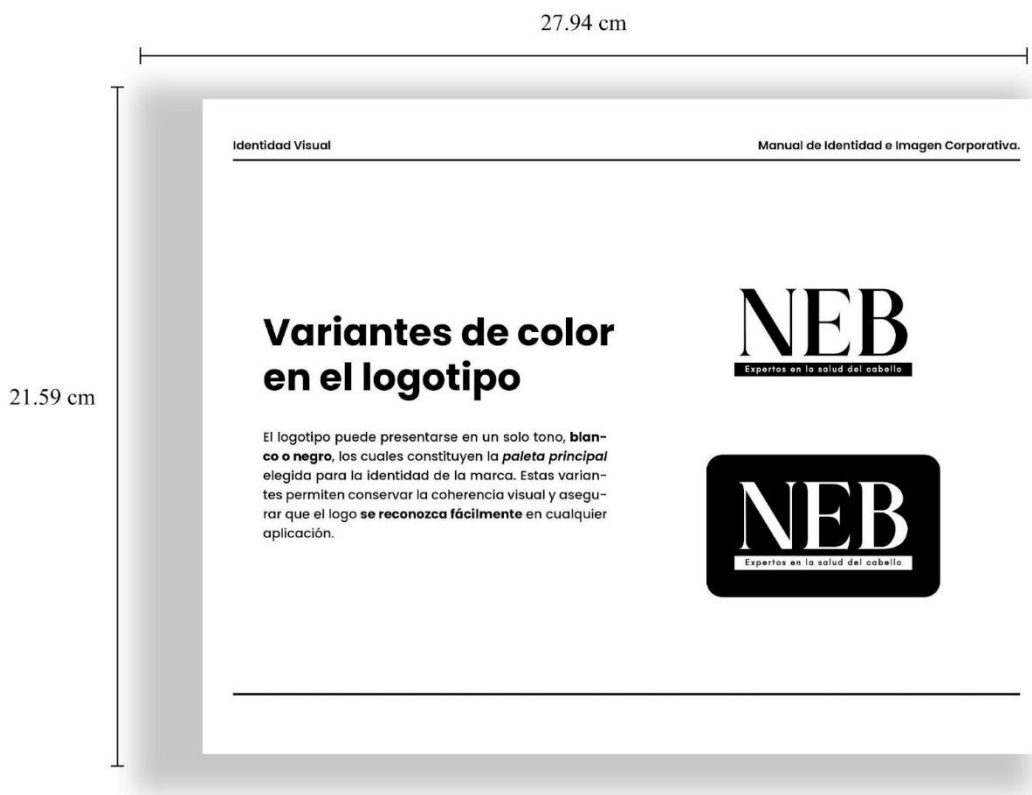 27.94 cm
21.59 cm
Identidad Visual
Manual de Identidad e Imagen Corporativa.
Variantes de color
en el logotipo
El logotipo puede presentarse en un solo tono, blan-
co o negro, los cuales constituyen la paleta principal
elegida para la identidad de la marca. Estas varian-
tes permiten conservar la coherencia visual y asegu-
rar que el logo se reconozca fácilmente en cualquier
aplicación.
NEB
Expertos en la salud del cabello
NEB
Expertos en la salud del cabello